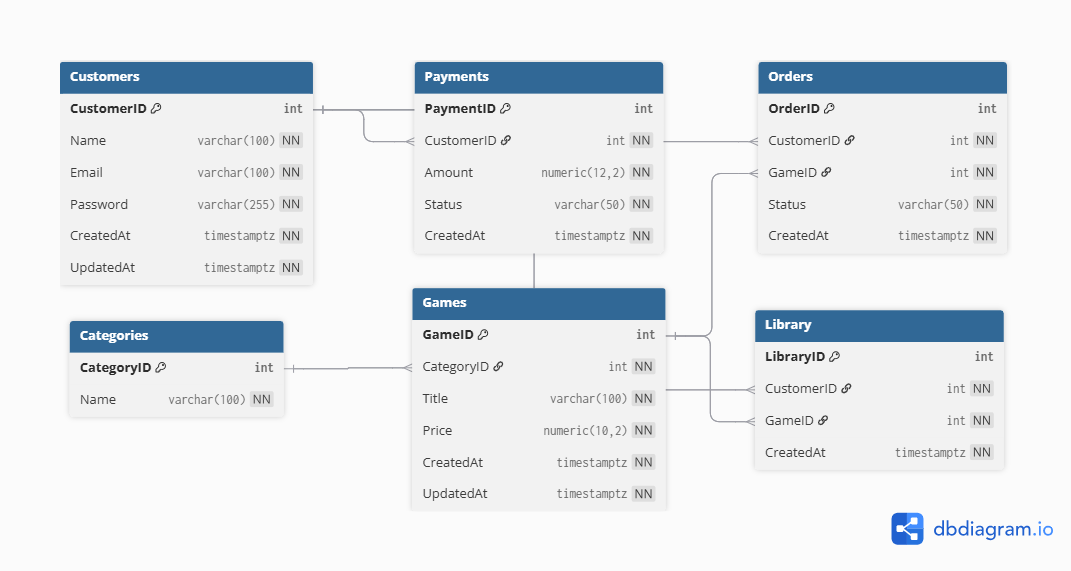 Customers
CustomerID int
Name varchar(100) NN
Email varchar(100) NN
Password varchar(255) NN
CreatedAt timestamptz NN
UpdatedAt timestamptz NN
Payments
PaymentID int
CustomerID int NN
Amount numeric(12,2) NN
Status varchar(50) NN
CreatedAt timestamptz NN
Orders
OrderID int
CustomerID int NN
GameID int NN
Status varchar(50) NN
CreatedAt timestamptz NN
Categories
CategoryID int
Name varchar(100) NN
Games
GameID int
CategoryID int NN
Title varchar(100) NN
Price numeric(10,2) NN
CreatedAt timestamptz NN
UpdatedAt timestamptz NN
Library
LibraryID int
CustomerID int NN
GameID int NN
CreatedAt timestamptz NN
dbdiagram.io